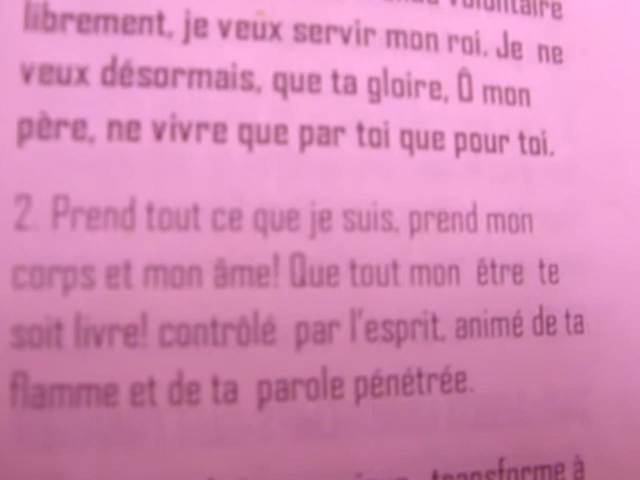 volontaire
librement, je veux servir mon roi. Je ne
veux désormais, que ta gloire, Ô mon
père, ne vivre que par toi que pour toi.
2. Prend tout ce que je suis, prend mon
corps et mon âme! Que tout mon être te
soit livre! contrôlé par l'esprit, animé de ta
flamme et de ta parole pénétrée.
transforme à